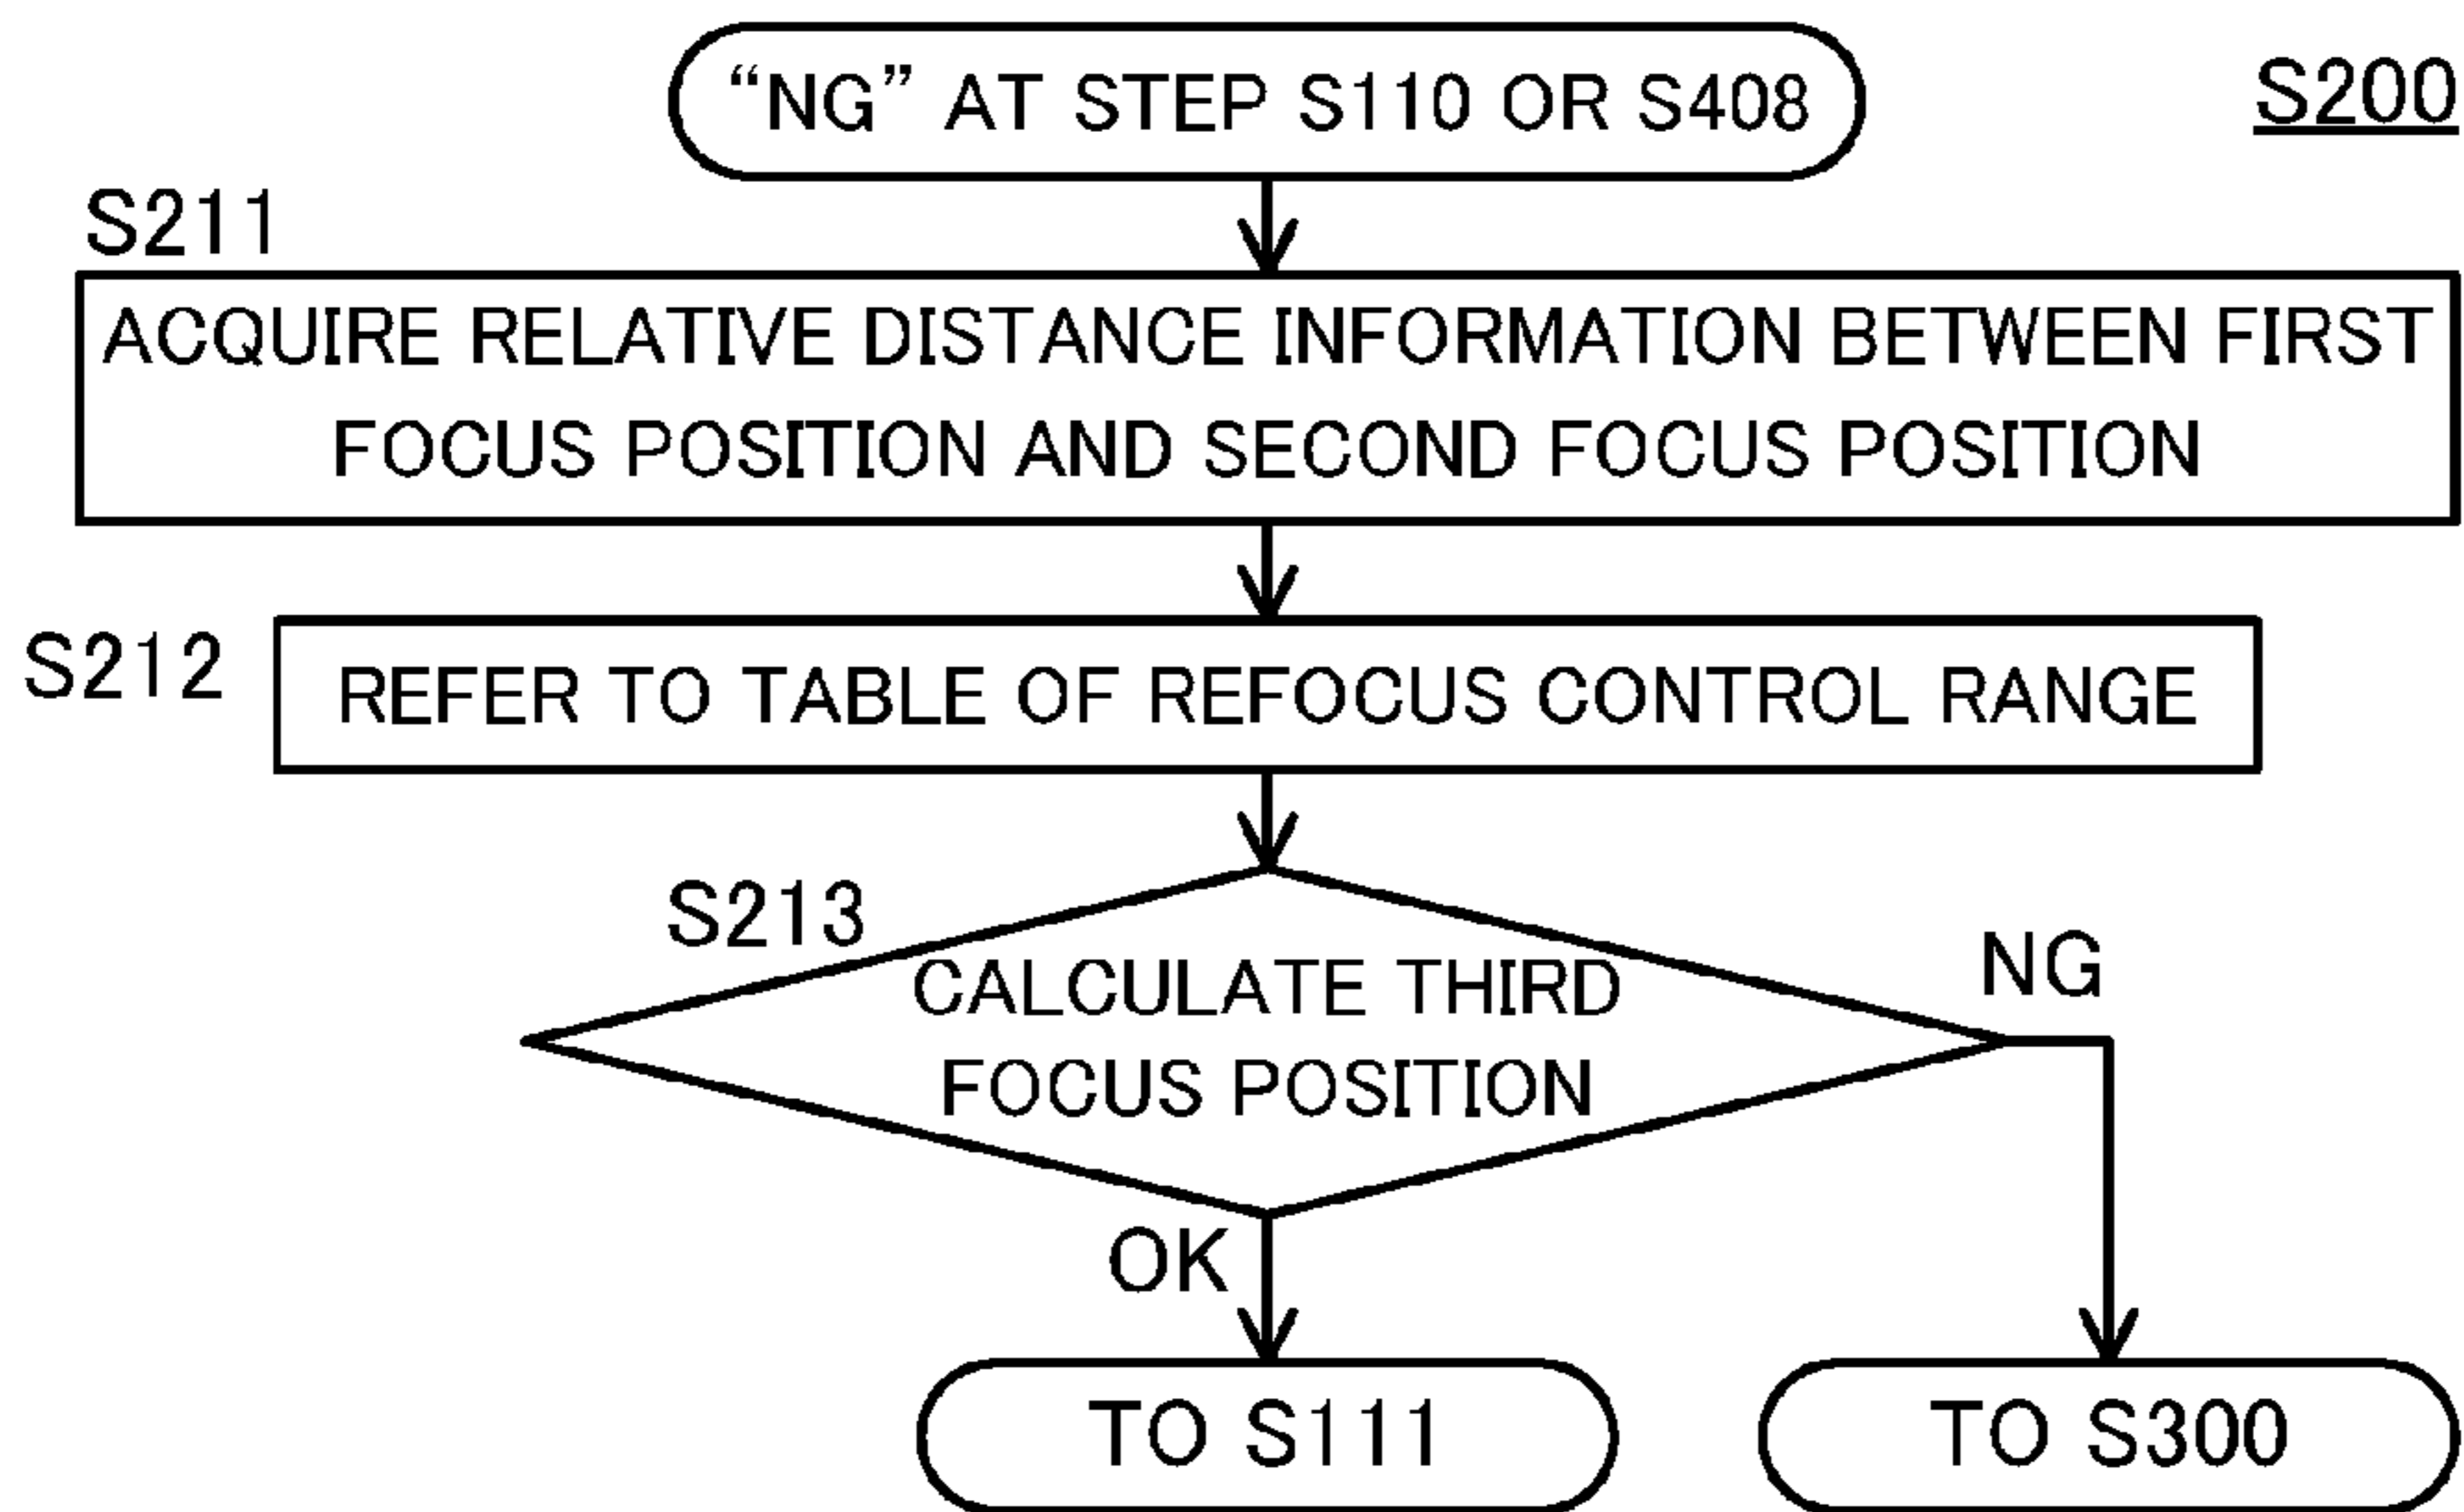 “NG” AT STEP S110 OR S408
S200
S211
ACQUIRE RELATIVE DISTANCE INFORMATION BETWEEN FIRST
FOCUS POSITION AND SECOND FOCUS POSITION
S212
REFER TO TABLE OF REFOCUS CONTROL RANGE
S213
CALCULATE THIRD
FOCUS POSITION
NG
OK
TO S111
TO S300